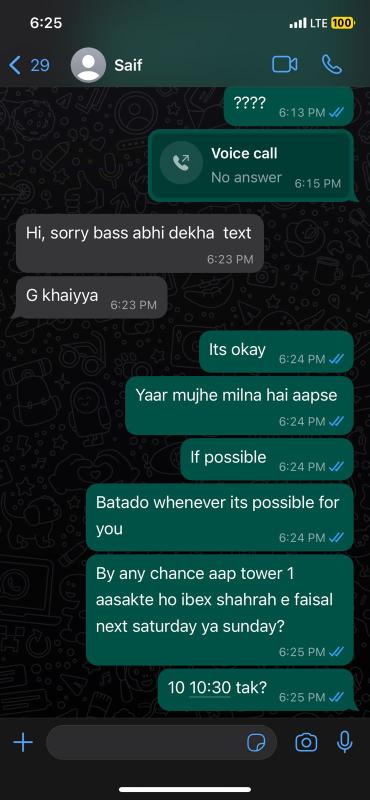 6:25
LTE
100
29
Saif
????
6:13 PM
Voice call
No answer
6:15 PM
Hi, sorry bass abhi dekha text
6:23 PM
G khaiyya
6:23 PM
Its okay
6:24 PM
Yaar mujhe milna hai aapse
6:24 PM
If possible
6:24 PM
Batado whenever its possible for
you
6:24 PM
By any chance aap tower 1
aasakte ho ibex shahrah e faisal
next saturday ya sunday?
6:25 PM
10 10:30 tak?
6:25 PM